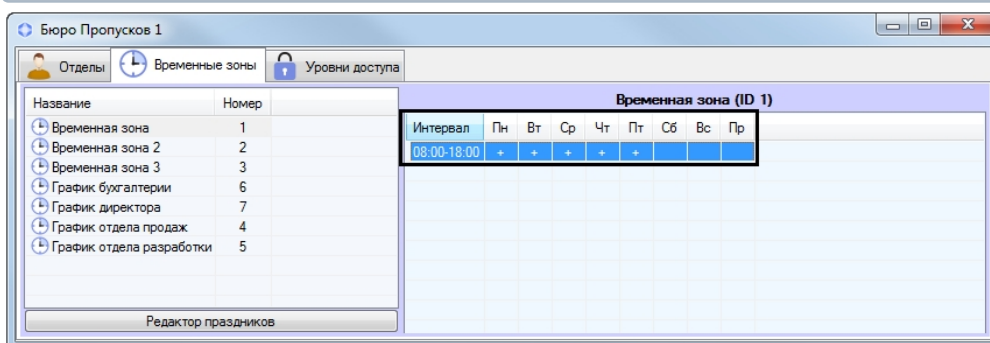 Бюро Пропусков 1
Отделы Временные зоны Уровни доступа
Название Номер
Временная зона 1
Временная зона 2 2
Временная зона 3 3
График бухгалтерии 6
График директора 7
График отдела продаж 4
График отдела разработки 5
Редактор праздников
Временная зона (ID 1)
Интервал Пн Вт Ср Чт Пт Сб Вс Пр
08:00-18:00 + + + + +